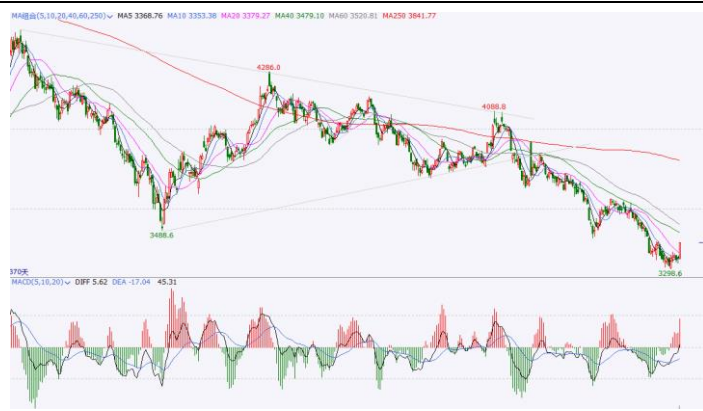 MA组合(5,10,20,40,60,250) MA5 3368.76 MA10 3353.38 MA20 3379.27 MA40 3479.10 MA60 3520.81 MA250 3841.77
4286.0
4088.8
3488.6
370天
3298.6
MACD(5,10,20) DIFF 5.62 DEA -17.04 45.31